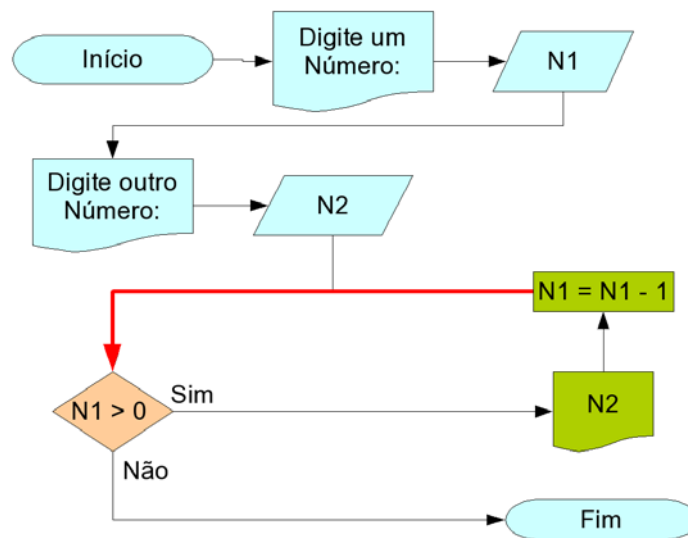 Início
Digite um
Número:
N1
Digite outro
Número:
N2
N1 = N1 - 1
N1 > 0
Sim
N2
Não
Fim